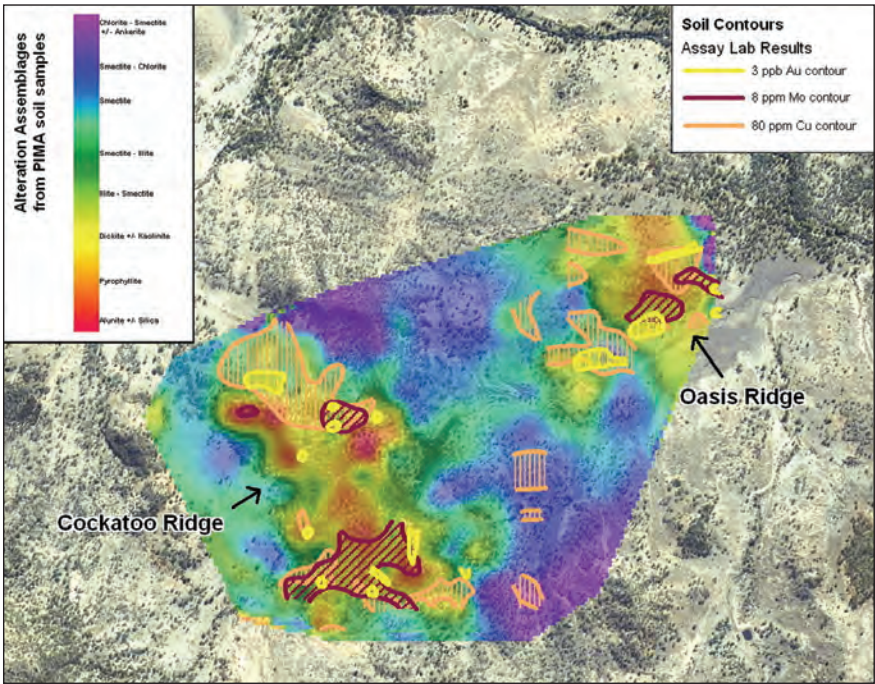 Alteration Assemblages
from PIMA soil samples
Chlorite - Smectite
+/- Ankerite
Smectite - Chlorite
Smectite
Smectite - Illite
Illite - Smectite
Dickite +/- Kaolinite
Pyrophyllite
Alunite +/- Silica
Soil Contours
Assay Lab Results
3 ppb Au contour
8 ppm Mo contour
80 ppm Cu contour
Oasis Ridge
Cockatoo Ridge